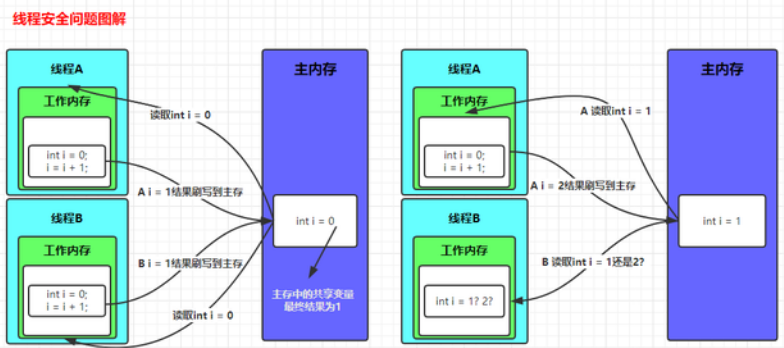 线程安全问题图解
线程A
工作内存
int i = 0;
i = i + 1;
读取int i = 0
A i = 1结果刷写到主存
线程B
工作内存
int i = 0;
i = i + 1;
B i = 1结果刷写到主存
读取int i = 0
主内存
int i = 0
主存中的共享变量
最终结果为1
线程A
工作内存
int i = 0;
i = i + 1;
A 读取int i = 1
A i = 2结果刷写到主存
线程B
工作内存
int i = 1? 2?
B 读取int i = 1还是2?
主内存
int i = 1